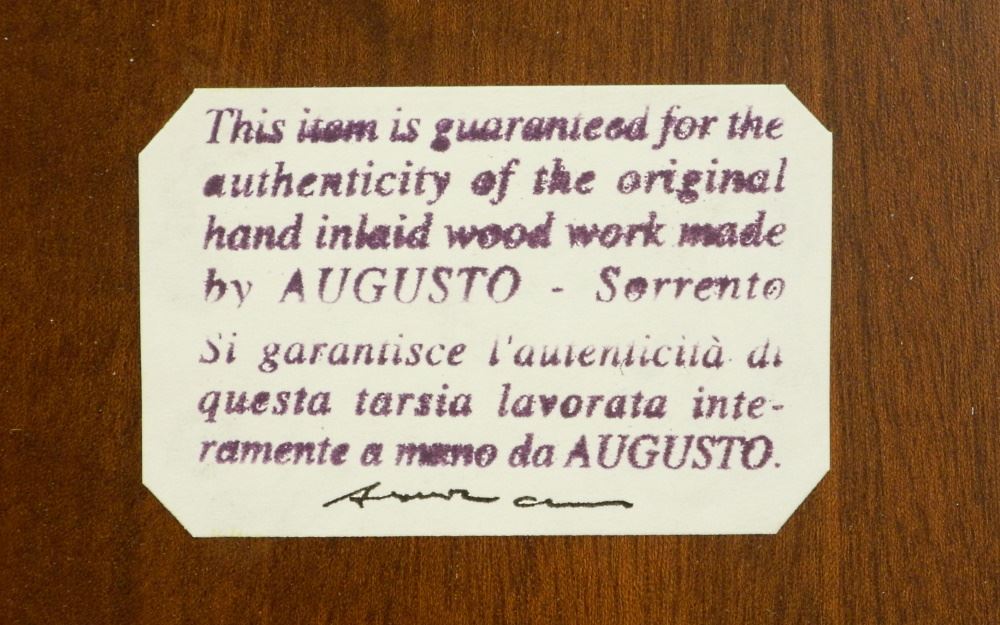 This item is guaranteed for the
authenticity of the original
hand inlaid wood work made
by AUGUSTO - Sorrento
Si garantisce l'autenticità di
questa tarsia lavorata inte-
ramente a mano da AUGUSTO.